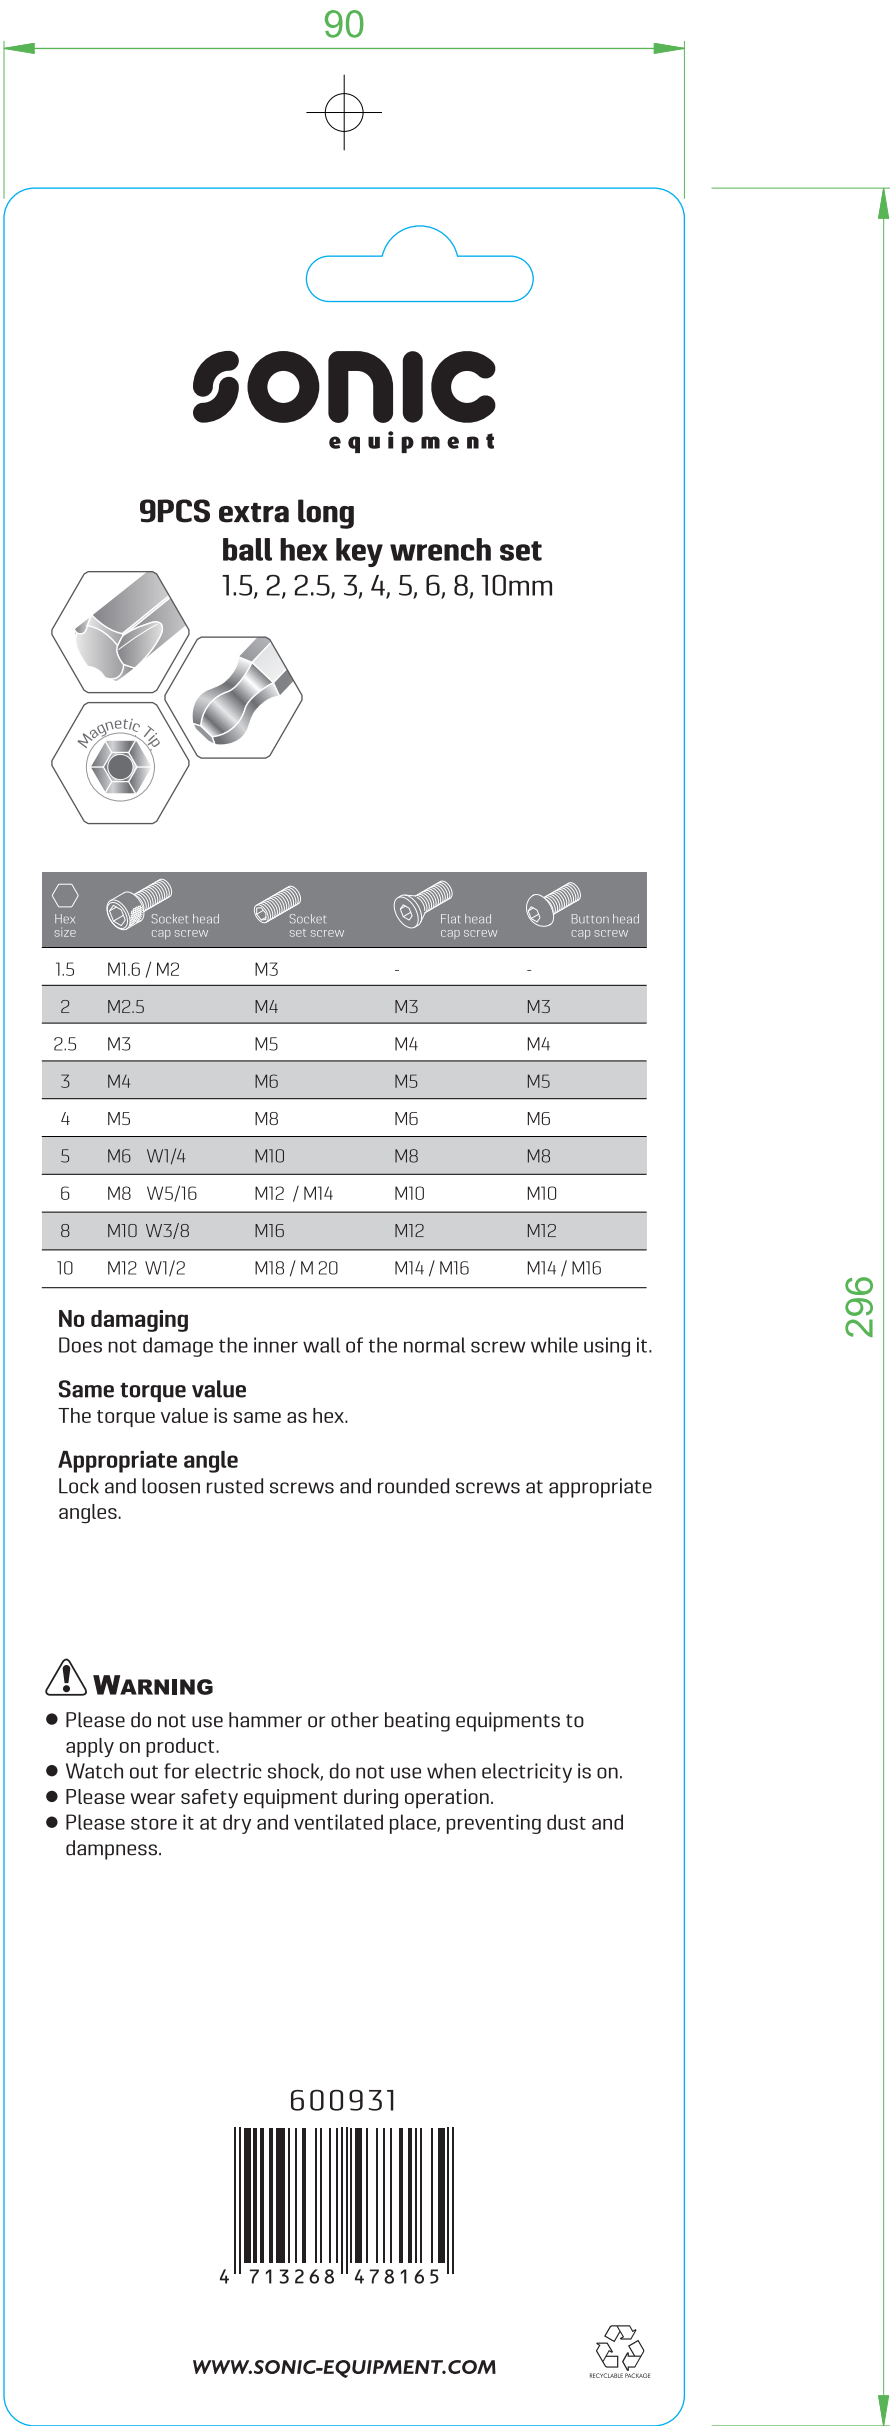 90
SONIC
equipment
9PCS extra long
ball hex key wrench set
1.5, 2, 2.5, 3, 4, 5, 6, 8, 10mm
Magnetic Tip
Hex size Socket head cap screw Socket set screw Flat head cap screw Button head cap screw
1.5 M1.6 / M2 M3 - -
2 M2.5 M4 M3 M3
2.5 M3 M5 M4 M4
3 M4 M6 M5 M5
4 M5 M8 M6 M6
5 M6 W1/4 M10 M8 M8
6 M8 W5/16 M12 / M14 M10 M10
8 M10 W3/8 M16 M12 M12
10 M12 W1/2 M18 / M 20 M14 / M16 M14 / M16
296
No damaging
Does not damage the inner wall of the normal screw while using it.
Same torque value
The torque value is same as hex.
Appropriate angle
Lock and loosen rusted screws and rounded screws at appropriate
angles.
WARNING
● Please do not use hammer or other beating equipments to
apply on product.
● Watch out for electric shock, do not use when electricity is on.
● Please wear safety equipment during operation.
● Please store it at dry and ventilated place, preventing dust and
dampness.
600931
4 713268 478165
WWW.SONIC-EQUIPMENT.COM
RECYCLABLE PACKAGE